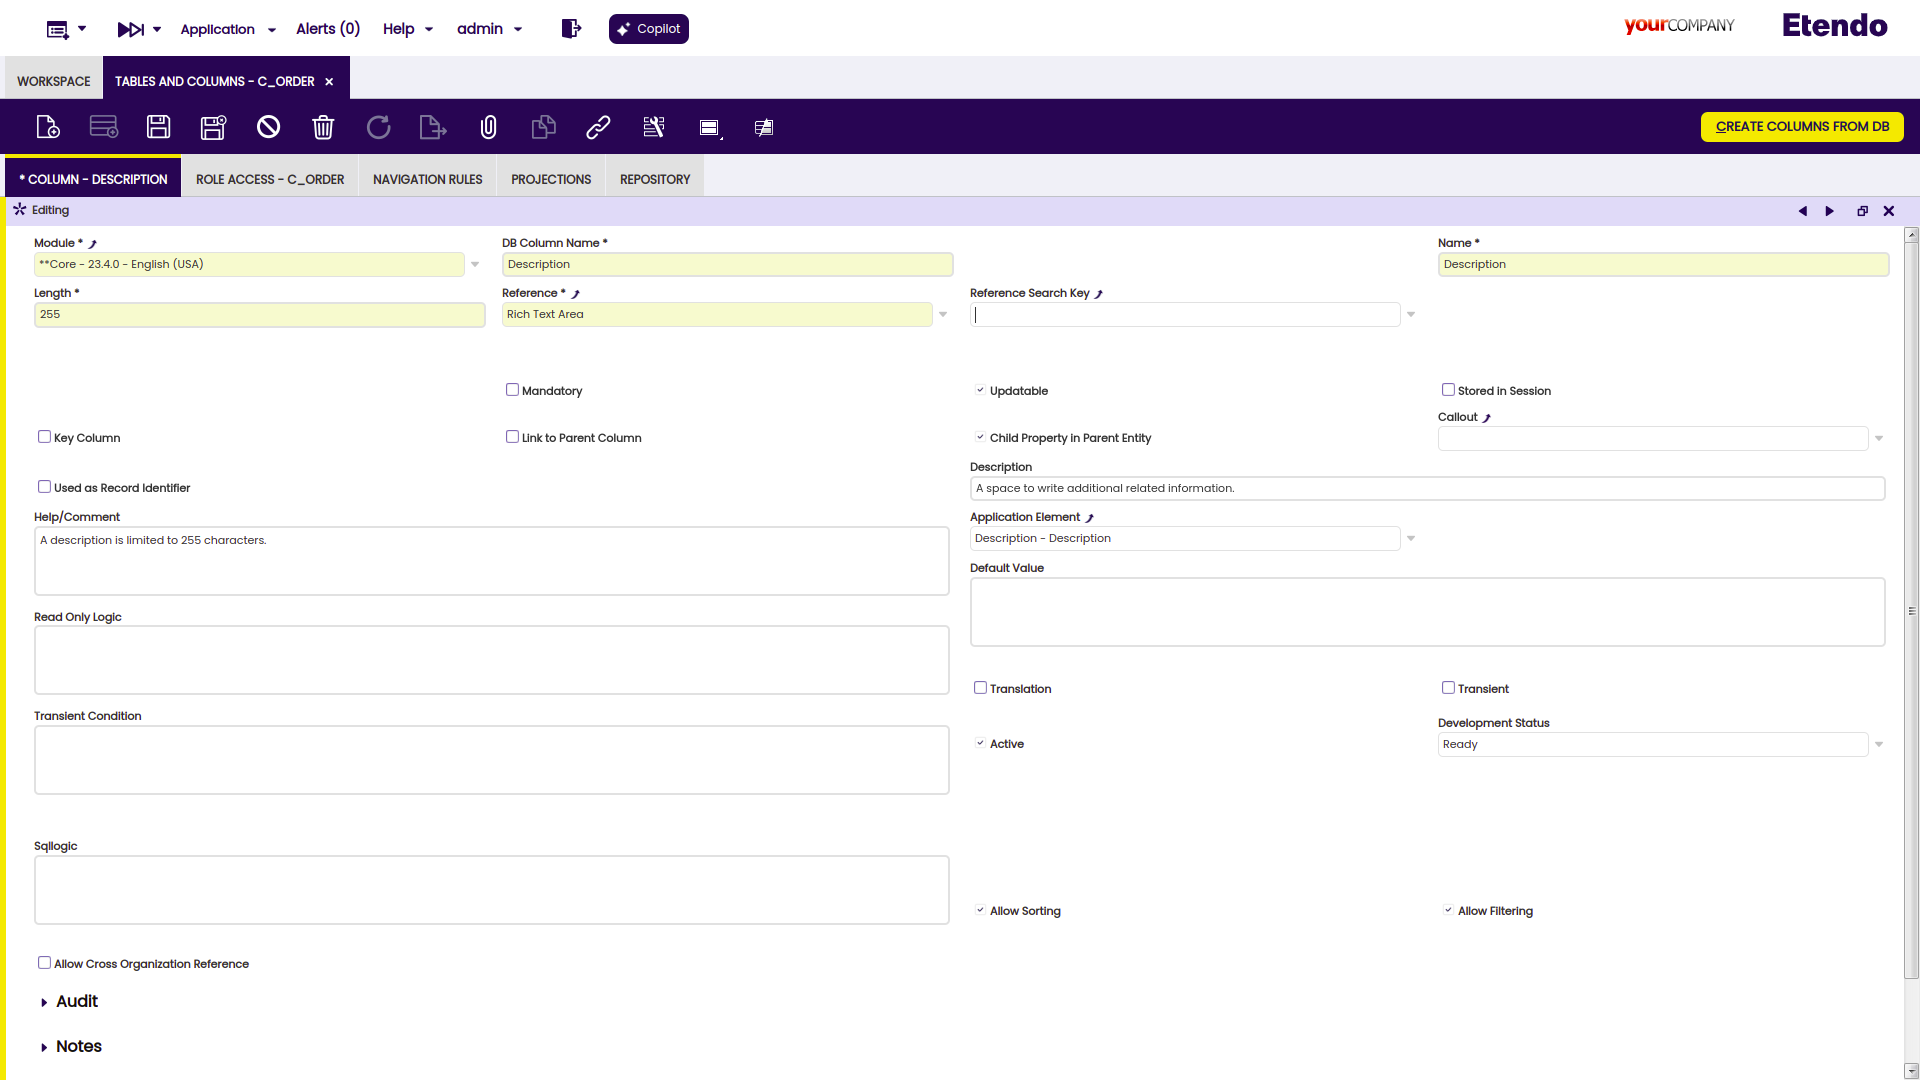 Application
Alerts (0)
Help
admin
Copilot
yourCOMPANY
Etendo
WORKSPACE
TABLES AND COLUMNS - C_ORDER
CREATE COLUMNS FROM DB
* COLUMN - DESCRIPTION
ROLE ACCESS - C_ORDER
NAVIGATION RULES
PROJECTIONS
REPOSITORY
Editing
Module *
DB Column Name *
Name *
**Core - 23.4.0 - English (USA)
Description
Description
Length *
Reference *
Reference Search Key
255
Rich Text Area
Mandatory
Updatable
Stored in Session
Callout
Key Column
Link to Parent Column
Child Property in Parent Entity
Description
Used as Record Identifier
A space to write additional related information.
Help/Comment
Application Element
A description is limited to 255 characters.
Description - Description
Default Value
Read Only Logic
Translation
Transient
Transient Condition
Development Status
Active
Ready
Sqllogic
Allow Sorting
Allow Filtering
Allow Cross Organization Reference
Audit
Notes